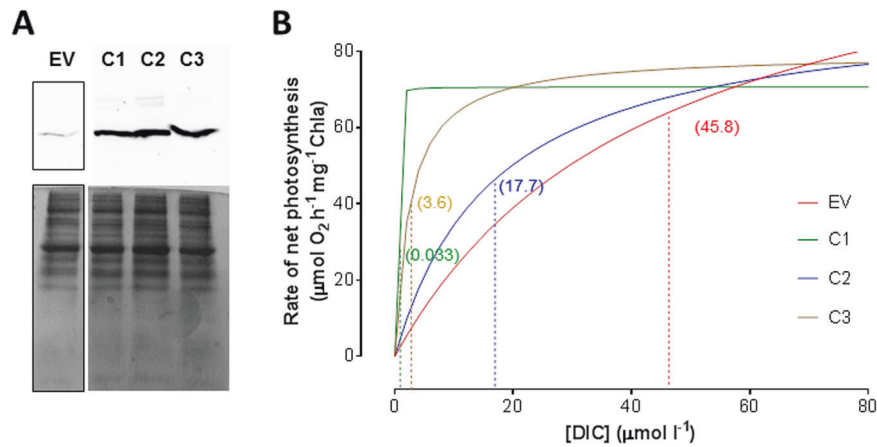 A
EV C1 C2 C3
B
Rate of net photosynthesis
(µmol O₂ h⁻¹ mg⁻¹ Chla)
80
60
40
20
0
(45.8)
(17.7)
(3.6)
(0.033)
EV
C1
C2
C3
0 20 40 60 80
[DIC] (µmol l⁻¹)